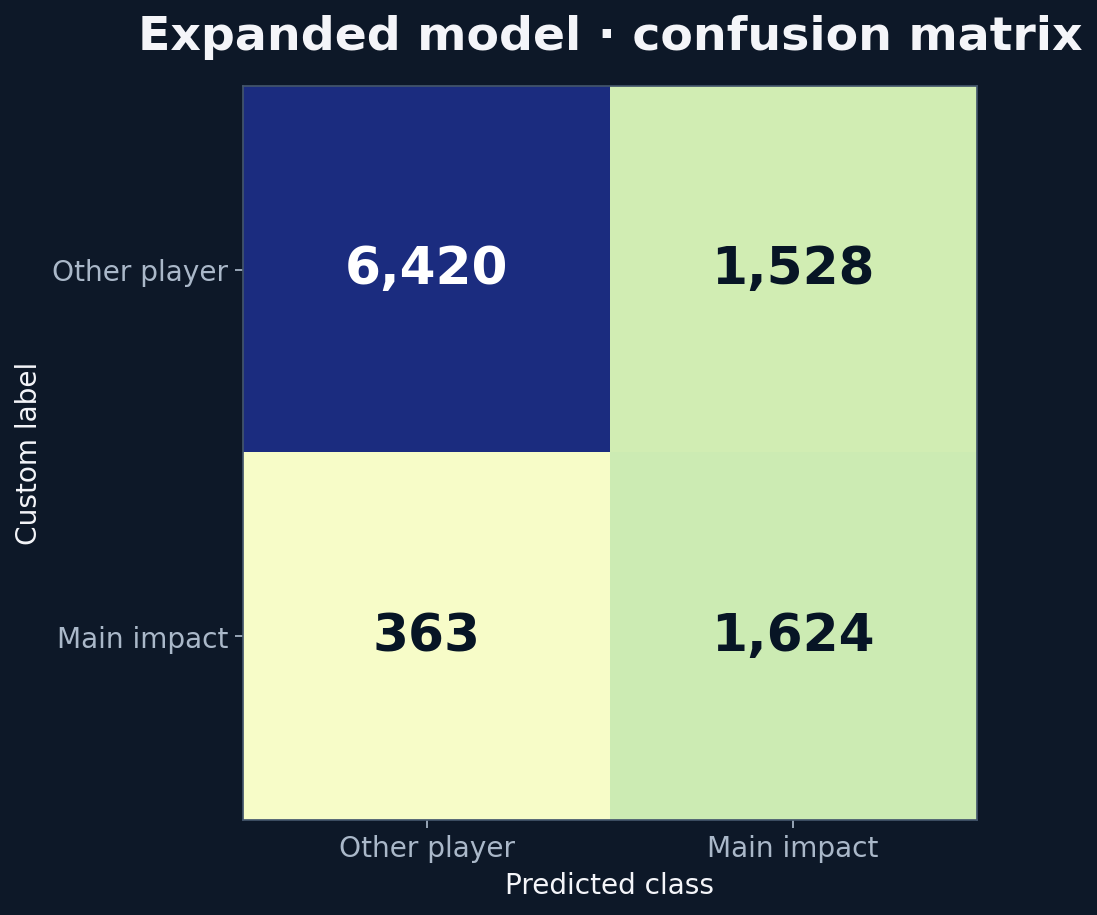 Expanded model · confusion matrix
6,420
1,528
Other player
Custom label
363
1,624
Main impact
Other player
Main impact
Predicted class